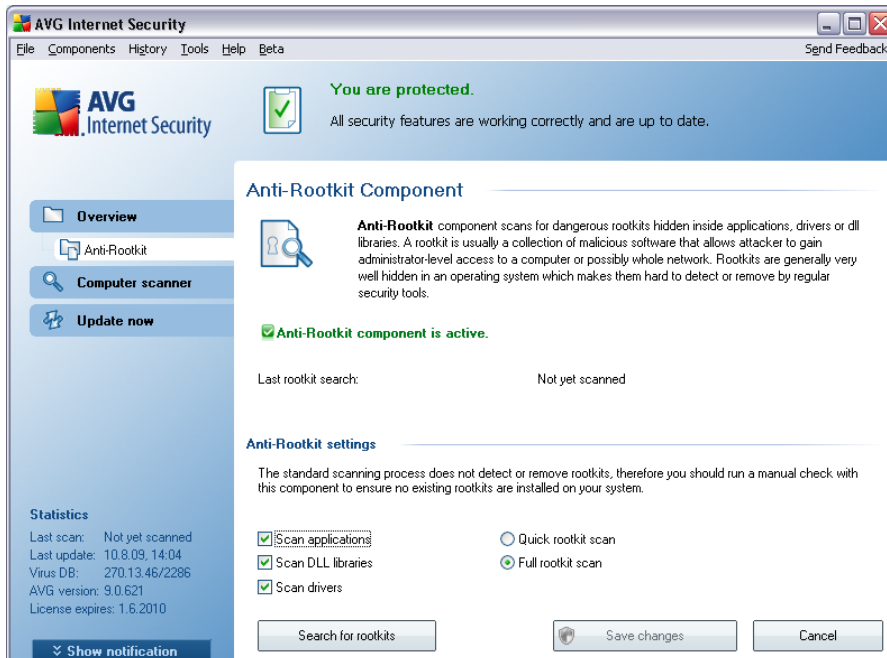 AVG Internet Security
File Components History Tools Help Beta
Send Feedback
AVG
Internet Security
You are protected.
All security features are working correctly and are up to date.
Overview
Anti-Rootkit
Computer scanner
Update now
Anti-Rootkit Component
Anti-Rootkit component scans for dangerous rootkits hidden inside applications, drivers or dll
libraries. A rootkit is usually a collection of malicious software that allows attacker to gain
administrator-level access to a computer or possibly whole network. Rootkits are generally very
well hidden in an operating system which makes them hard to detect or remove by regular
security tools.
Anti-Rootkit component is active.
Last rootkit search: Not yet scanned
Anti-Rootkit settings
The standard scanning process does not detect or remove rootkits, therefore you should run a manual check with
this component to ensure no existing rootkits are installed on your system.
Scan applications
Quick rootkit scan
Scan DLL libraries
Full rootkit scan
Scan drivers
Search for rootkits
Save changes
Cancel
Statistics
Last scan: Not yet scanned
Last update: 10.8.09, 14:04
Virus DB: 270.13.46/2286
AVG version: 9.0.621
License expires: 1.6.2010
Show notification